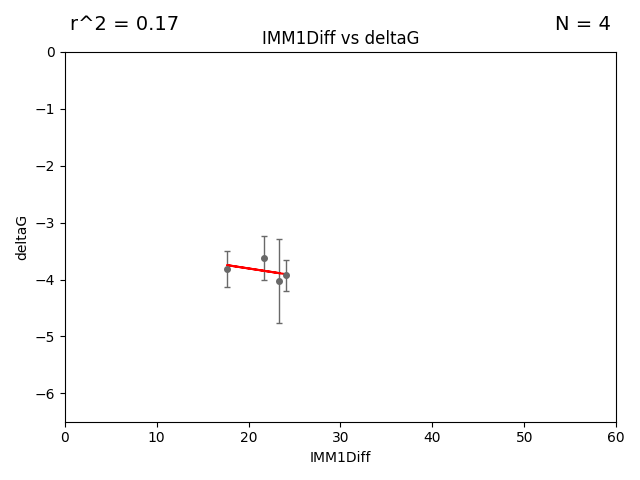 r^2 = 0.17
N = 4
IMM1Diff vs deltaG
0
−1
−2
−3
−4
−5
−6
deltaG
0 10 20 30 40 50 60
IMM1Diff